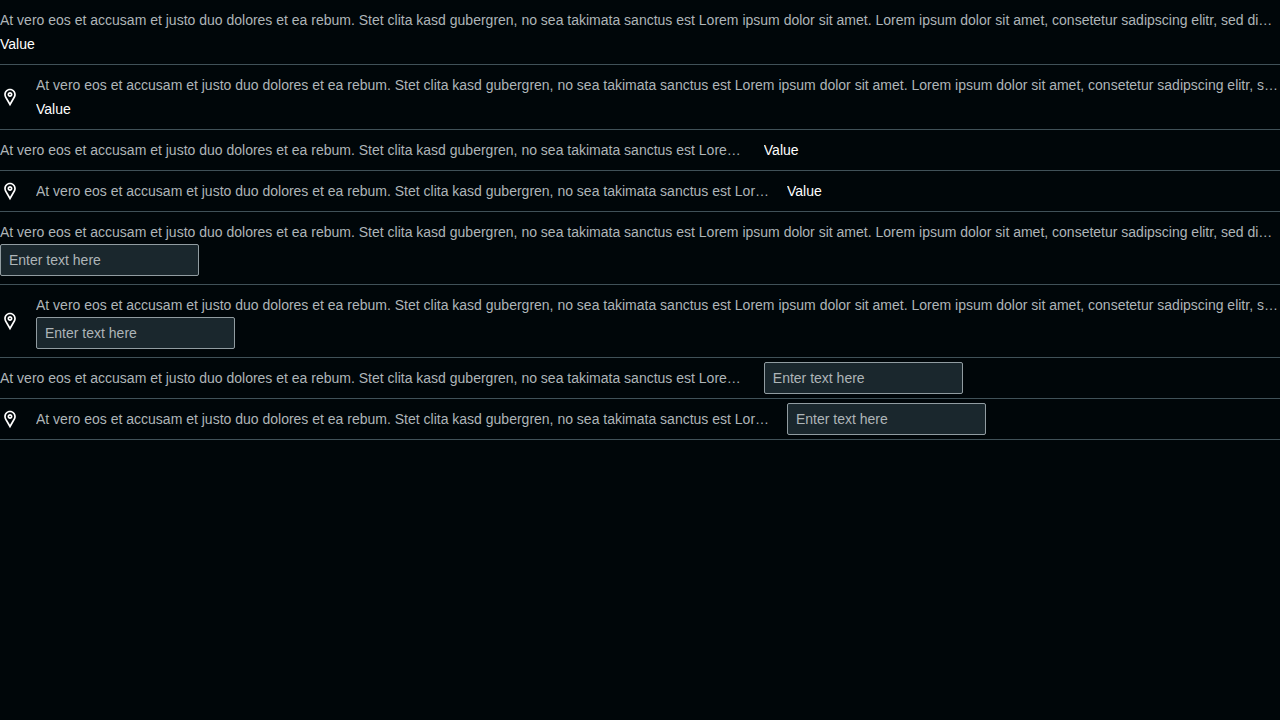 At vero eos et accusam et justo duo dolores et ea rebum. Stet clita kasd gubergren, no sea takimata sanctus est Lorem ipsum dolor sit amet. Lorem ipsum dolor sit amet, consetetur sadipscing elitr, sed di…
Value
At vero eos et accusam et justo duo dolores et ea rebum. Stet clita kasd gubergren, no sea takimata sanctus est Lorem ipsum dolor sit amet. Lorem ipsum dolor sit amet, consetetur sadipscing elitr, s…
Value
At vero eos et accusam et justo duo dolores et ea rebum. Stet clita kasd gubergren, no sea takimata sanctus est Lore… Value
At vero eos et accusam et justo duo dolores et ea rebum. Stet clita kasd gubergren, no sea takimata sanctus est Lor… Value
At vero eos et accusam et justo duo dolores et ea rebum. Stet clita kasd gubergren, no sea takimata sanctus est Lorem ipsum dolor sit amet. Lorem ipsum dolor sit amet, consetetur sadipscing elitr, sed di…
Enter text here
At vero eos et accusam et justo duo dolores et ea rebum. Stet clita kasd gubergren, no sea takimata sanctus est Lorem ipsum dolor sit amet. Lorem ipsum dolor sit amet, consetetur sadipscing elitr, s…
Enter text here
At vero eos et accusam et justo duo dolores et ea rebum. Stet clita kasd gubergren, no sea takimata sanctus est Lore… Enter text here
At vero eos et accusam et justo duo dolores et ea rebum. Stet clita kasd gubergren, no sea takimata sanctus est Lor… Enter text here